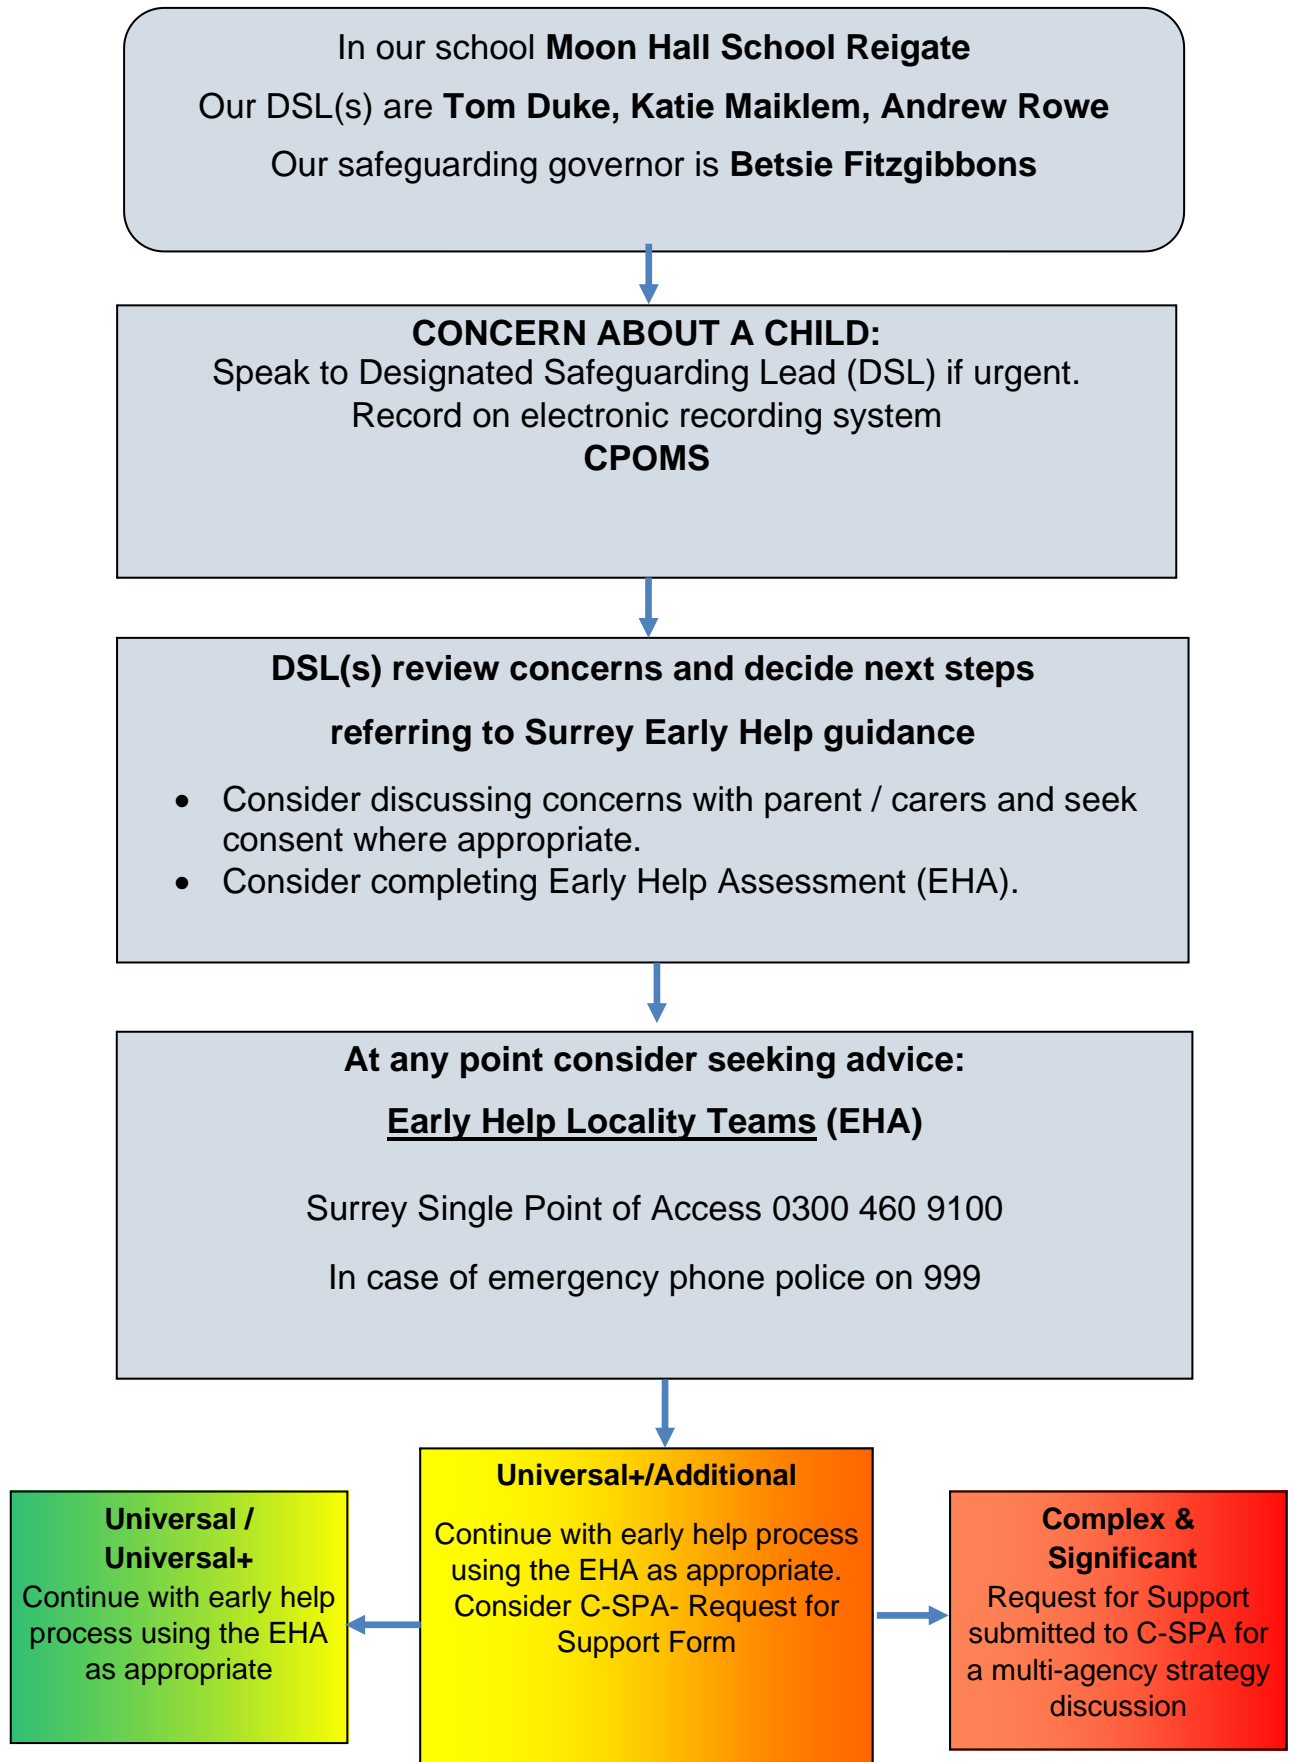 In our school Moon Hall School Reigate
Our DSL(s) are Tom Duke, Katie Maiklem, Andrew Rowe
Our safeguarding governor is Betsie Fitzgibbons
CONCERN ABOUT A CHILD:
Speak to Designated Safeguarding Lead (DSL) if urgent.
Record on electronic recording system
CPOMS
DSL(s) review concerns and decide next steps
referring to Surrey Early Help guidance
• Consider discussing concerns with parent / carers and seek
consent where appropriate.
• Consider completing Early Help Assessment (EHA).
At any point consider seeking advice:
Early Help Locality Teams (EHA)
Surrey Single Point of Access 0300 460 9100
In case of emergency phone police on 999
Universal /
Universal+
Continue with early help
process using the EHA
as appropriate
Universal+/Additional
Continue with early help process
using the EHA as appropriate.
Consider C-SPA- Request for
Support Form
Complex &
Significant
Request for Support
submitted to C-SPA for
a multi-agency strategy
discussion